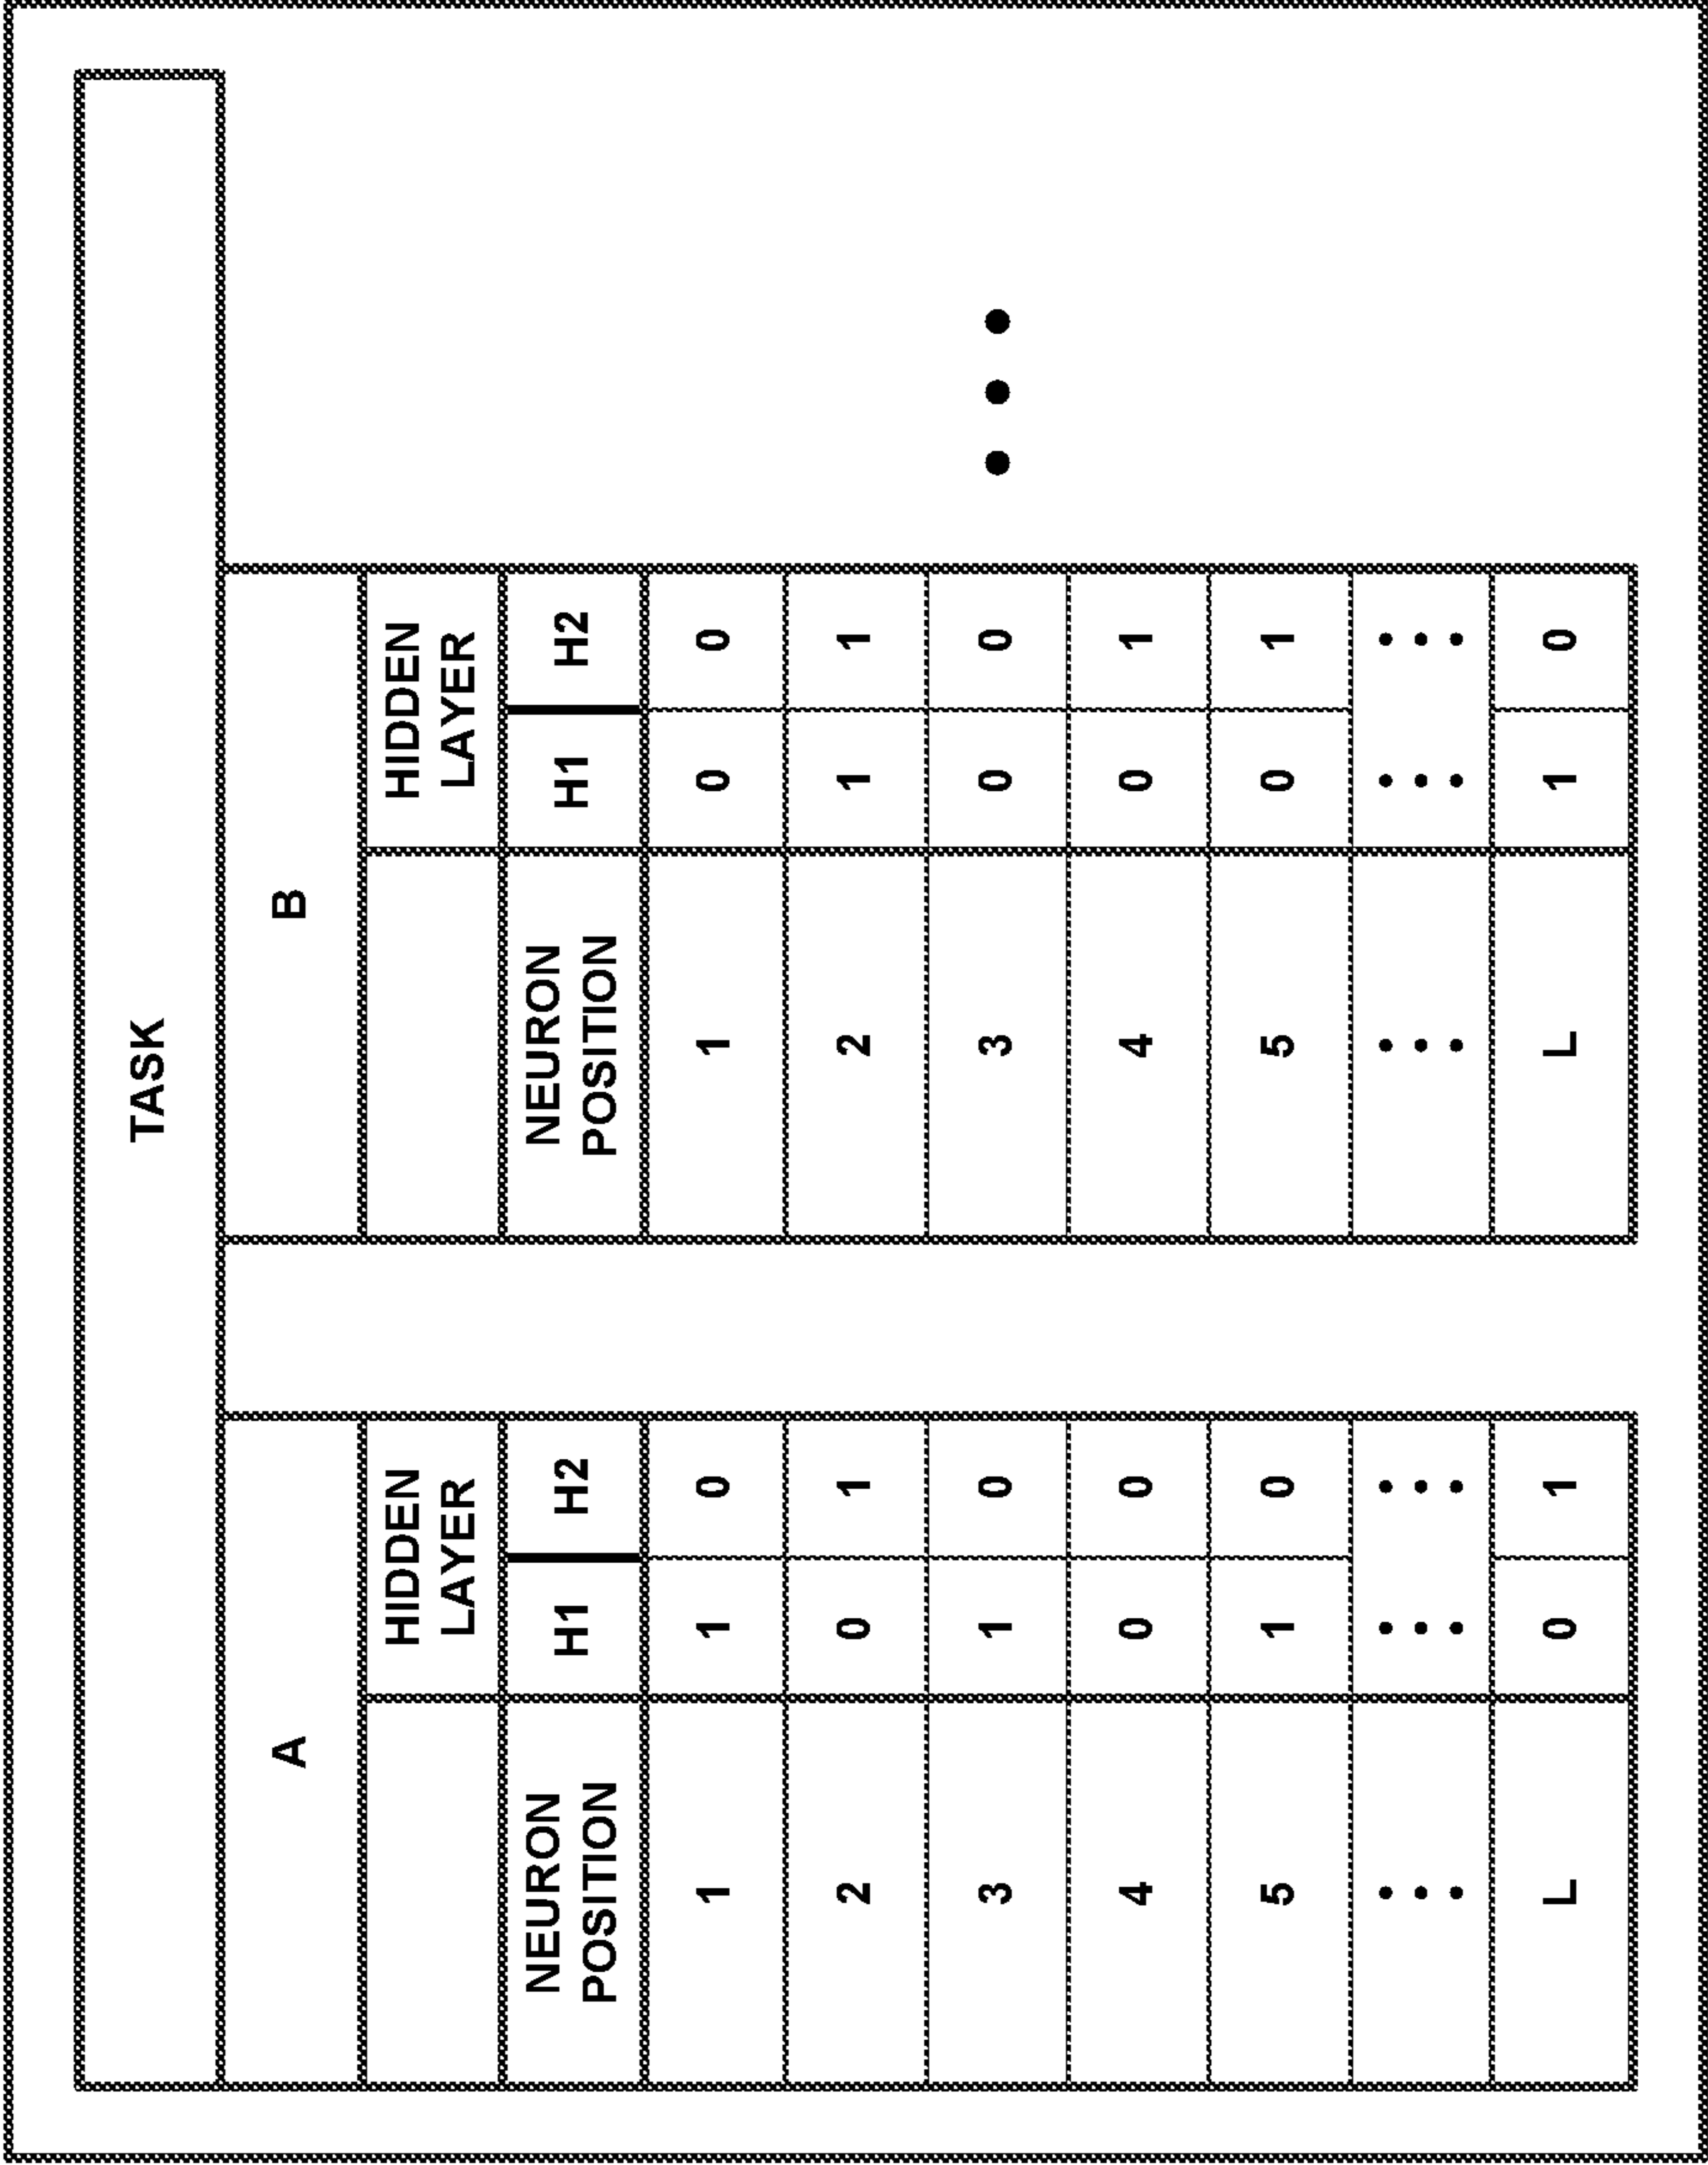 TASK
A B
HIDDEN HIDDEN
LAYER LAYER
NEURON H1 H2 NEURON H1 H2
POSITION POSITION
1 1 0 1 0 0
2 0 1 2 1 1
3 1 0 3 0 0
4 0 0 4 0 1
5 1 0 5 0 1
L 0 1 L 1 0